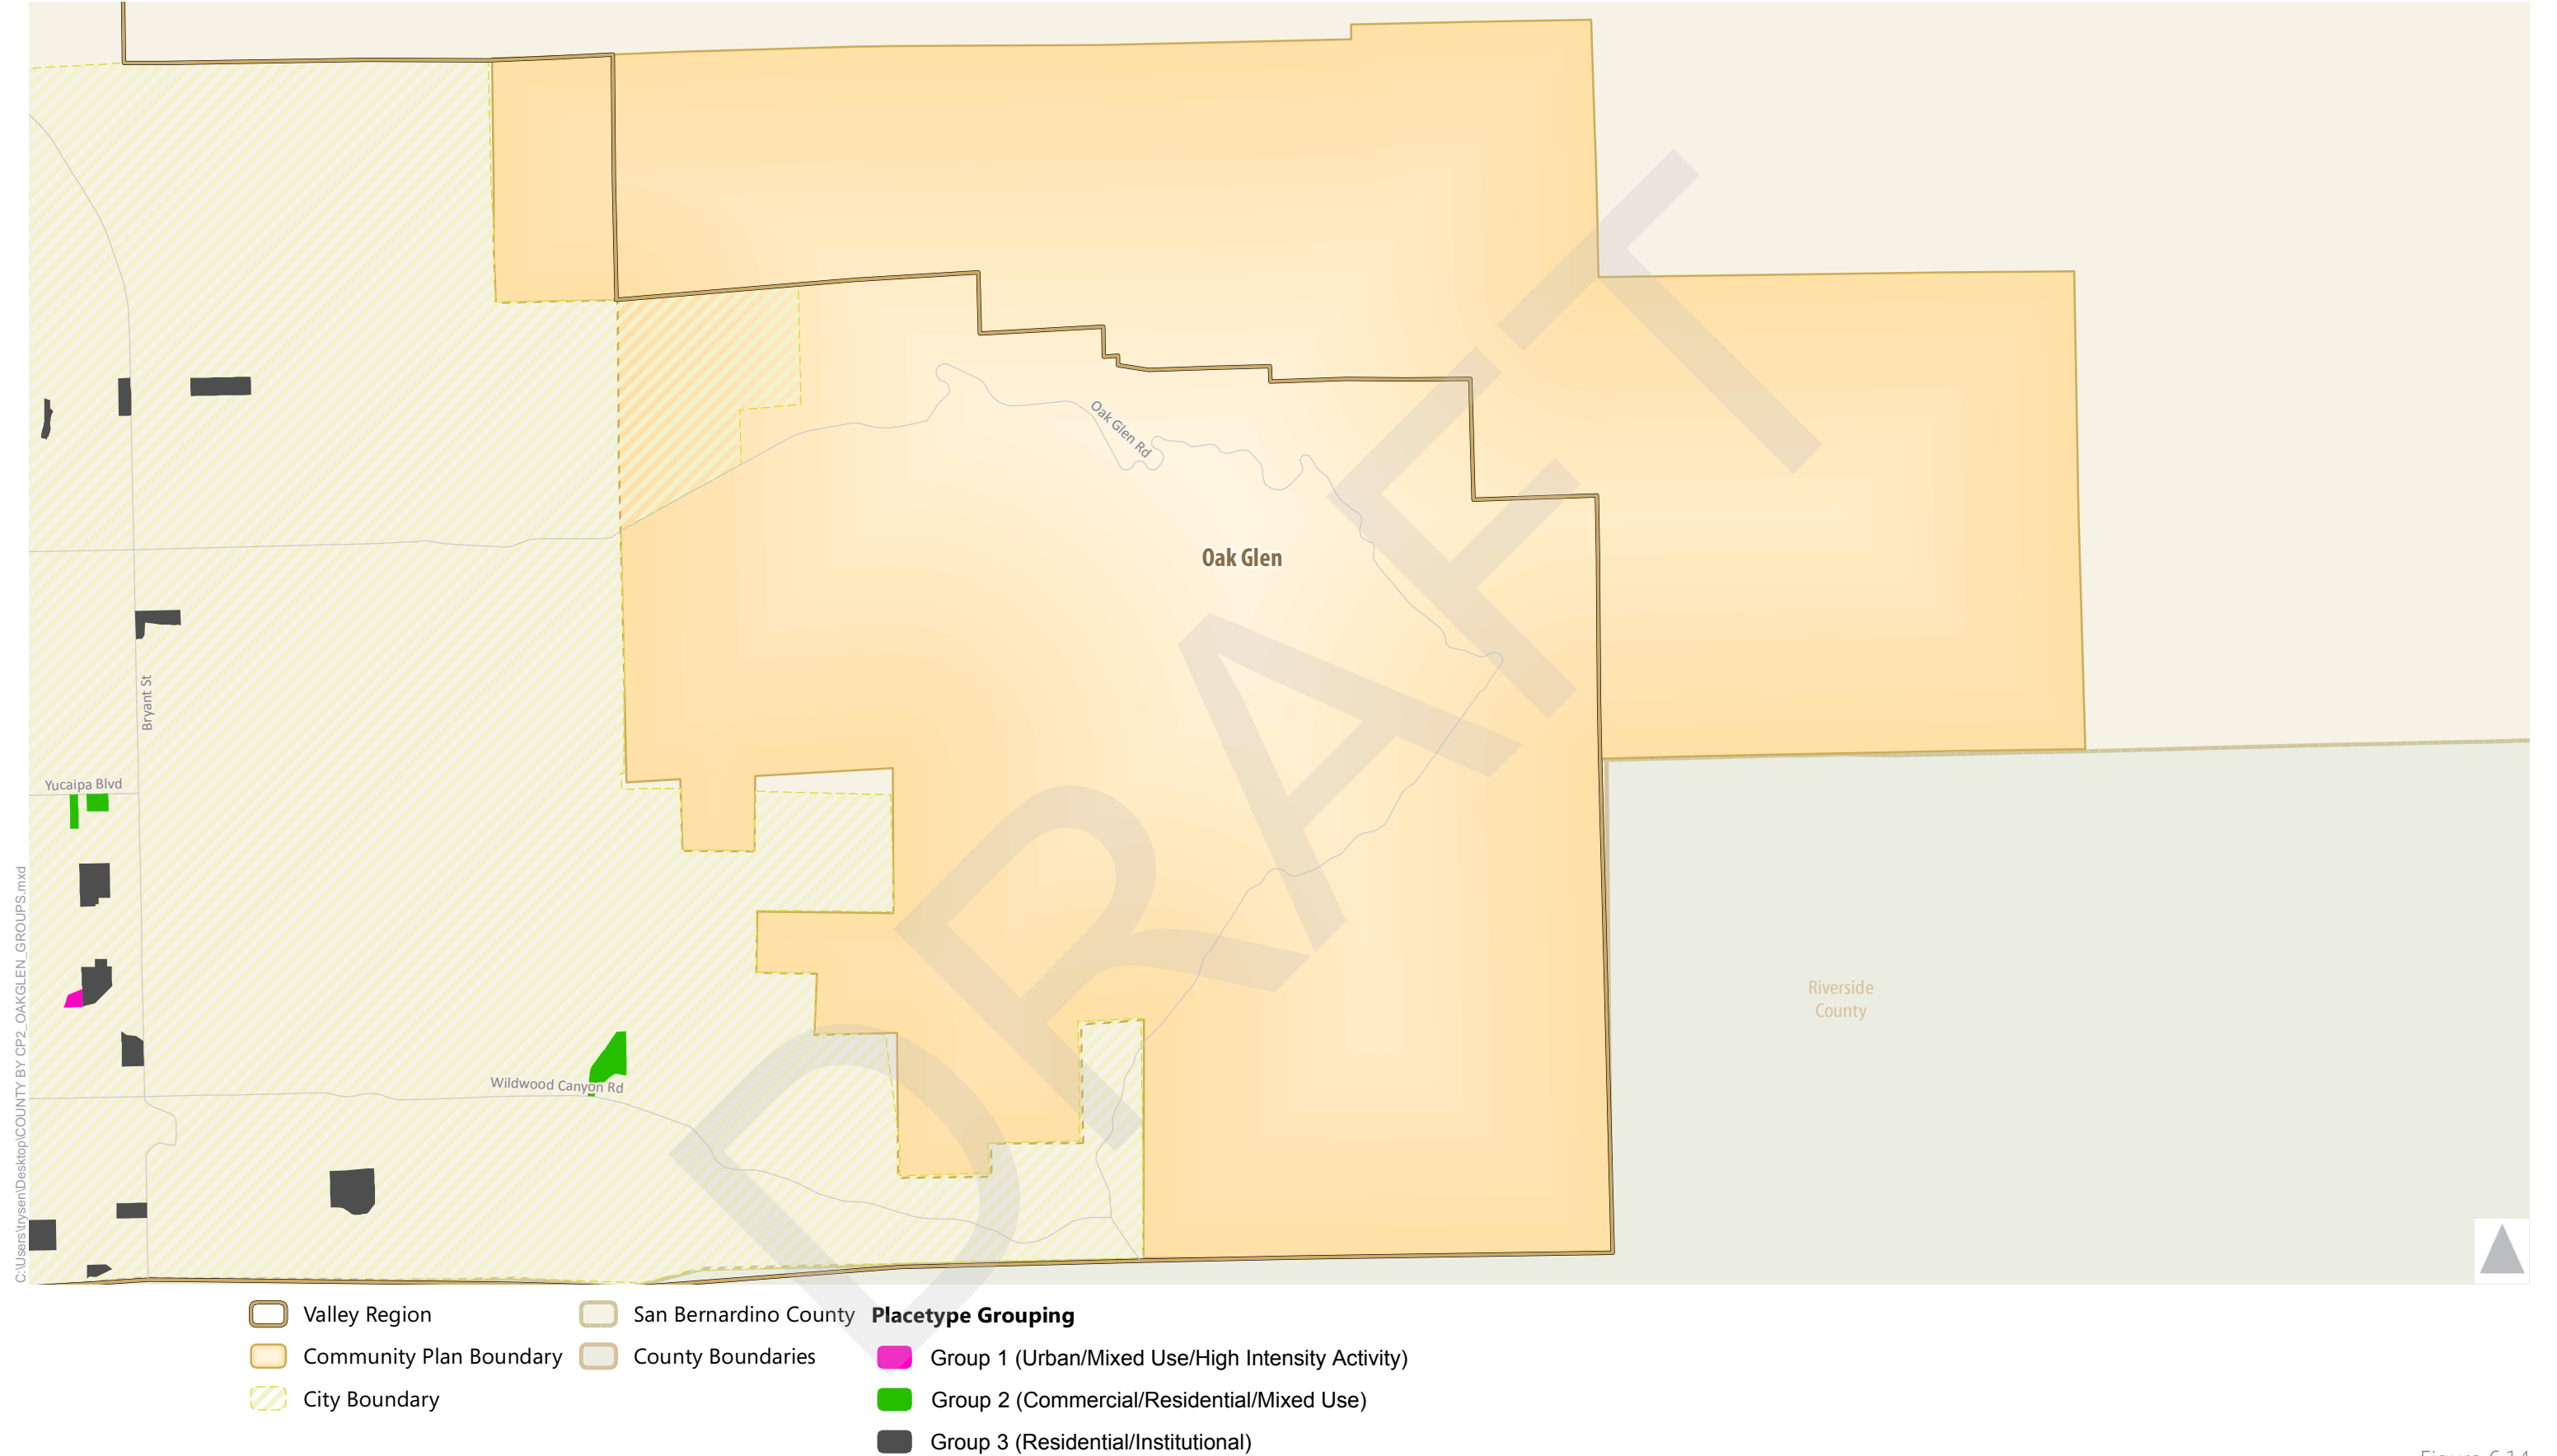 Oak Glen Rd
Oak Glen
Bryant St
Yucaipa Blvd
Wildwood Canyon Rd
Riverside
County
DRAFT
C:\Users\trysen\Desktop\COUNTY BY CP2_OAKGLEN_GROUPS.mxd
Valley Region
Community Plan Boundary
City Boundary
San Bernardino County
County Boundaries
Placetype Grouping
Group 1 (Urban/Mixed Use/High Intensity Activity)
Group 2 (Commercial/Residential/Mixed Use)
Group 3 (Residential/Institutional)